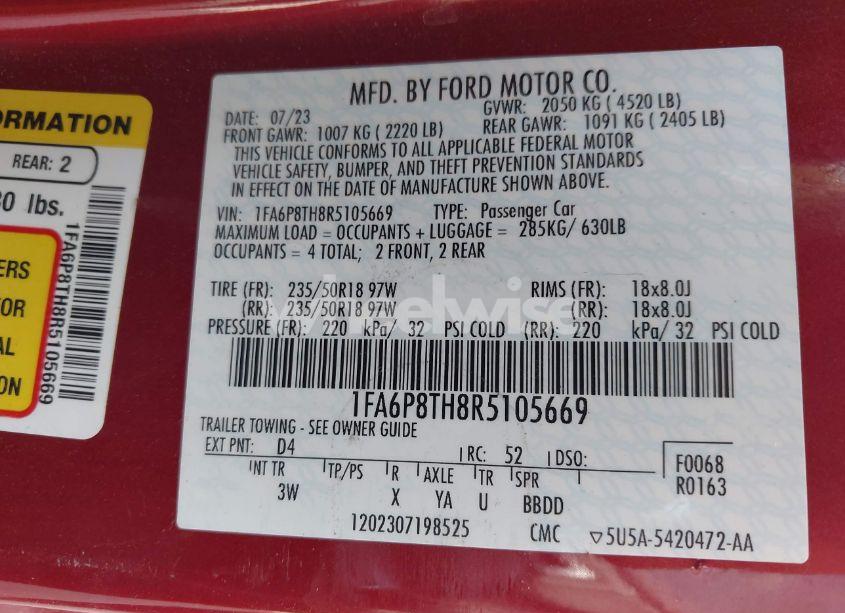 ORMATION
REAR: 2
30 lbs.
1FA6P8TH8R5105669
ERS
OR
AL
ON
MFD. BY FORD MOTOR CO.
DATE: 07/23 GVWR: 2050 KG ( 4520 LB)
FRONT GAWR: 1007 KG ( 2220 LB) REAR GAWR: 1091 KG ( 2405 LB)
THIS VEHICLE CONFORMS TO ALL APPLICABLE FEDERAL MOTOR
VEHICLE SAFETY, BUMPER, AND THEFT PREVENTION STANDARDS
IN EFFECT ON THE DATE OF MANUFACTURE SHOWN ABOVE.
VIN: 1FA6P8TH8R5105669 TYPE: Passenger Car
MAXIMUM LOAD = OCCUPANTS + LUGGAGE = 285KG/ 630LB
OCCUPANTS = 4 TOTAL; 2 FRONT, 2 REAR
TIRE (FR): 235/50R18 97W RIMS (FR): 18x8.0J
(RR): 235/50R18 97W (RR): 18x8.0J
PRESSURE (FR): 220 kPa/ 32 PSI COLD (RR): 220 kPa/ 32 PSI COLD
1FA6P8TH8R5105669
TRAILER TOWING - SEE OWNER GUIDE
EXT PNT: D4 RC: 52 DSO: F0068
R0163
INT TR TP/PS R AXLE TR SPR
3W X YA U BBDD
1202307198525 CMC ▽5U5A-5420472-AA